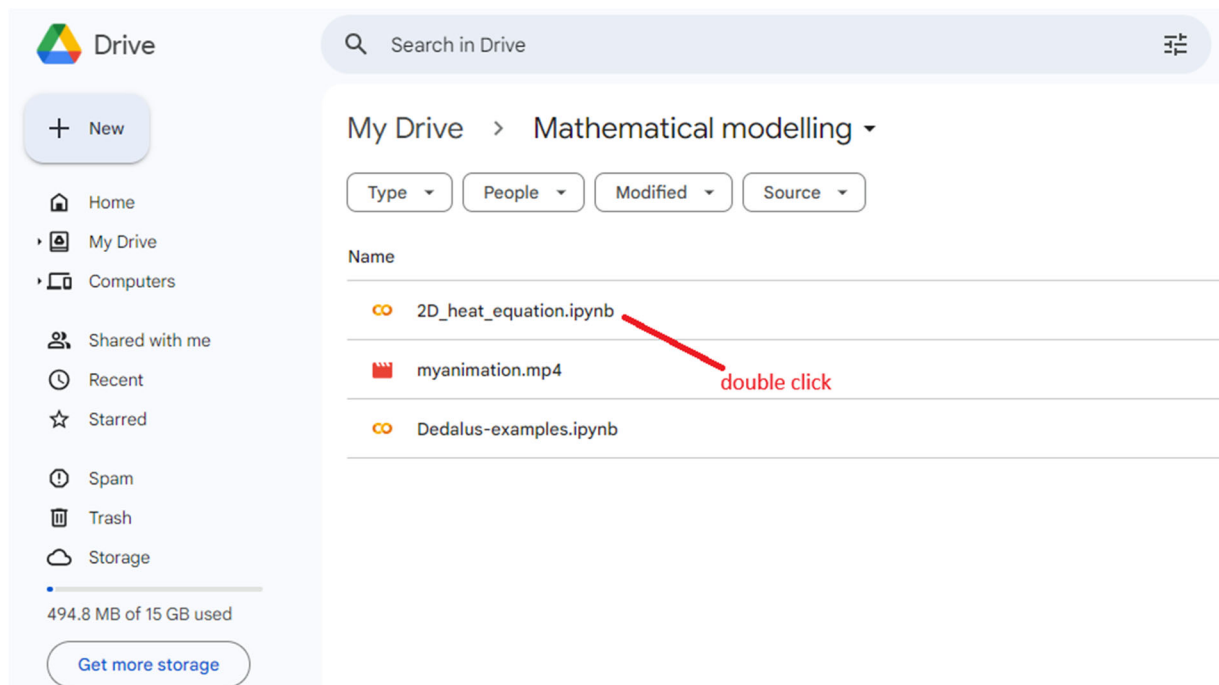 Drive
Search in Drive
New
My Drive > Mathematical modelling
Type People Modified Source
Home
My Drive
Computers
Shared with me
Recent
Starred
Spam
Trash
Storage
494.8 MB of 15 GB used
Get more storage
Name
2D_heat_equation.ipynb
myanimation.mp4
double click
Dedalus-examples.ipynb